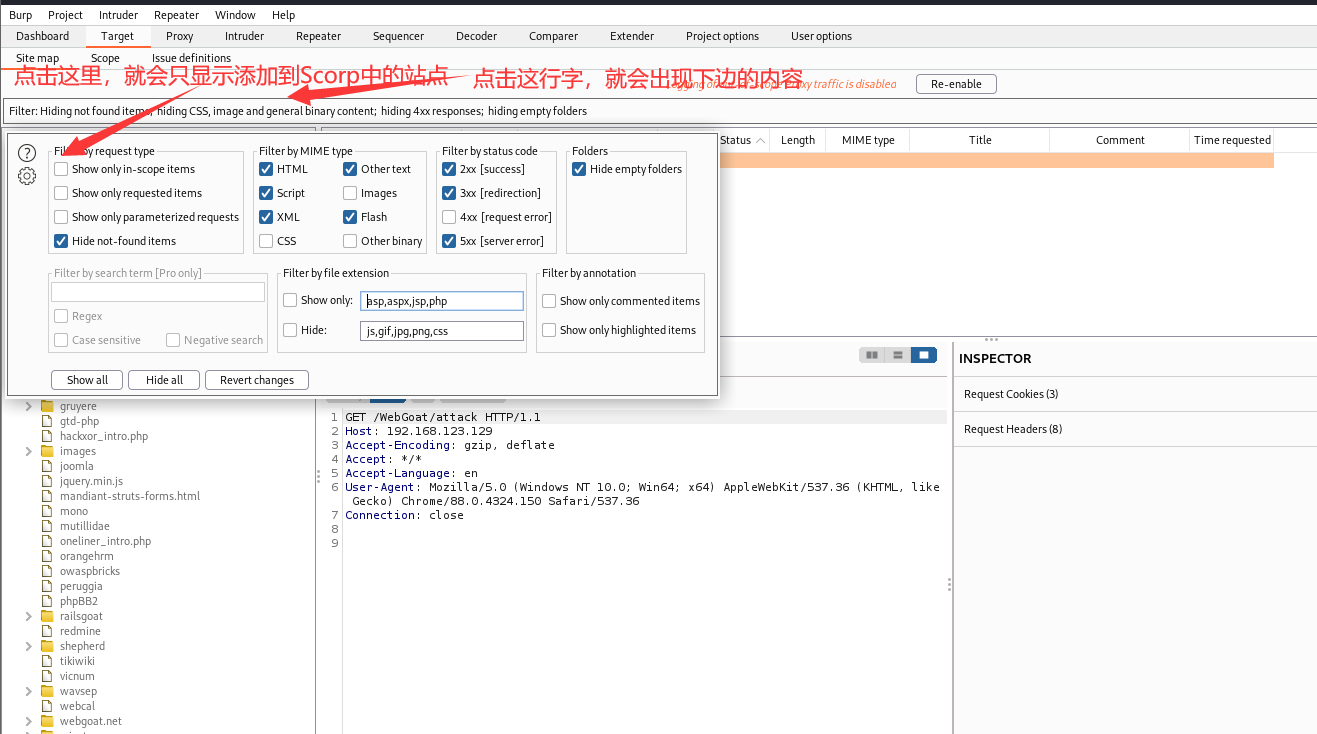 Burp Project Intruder Repeater Window Help
Dashboard Target Proxy Intruder Repeater Sequencer Decoder Comparer Extender Project options User options
Site map Scope Issue definitions
点击这里，就会只显示添加到Scorp中的站点 点击这行字，就会出现下边的内容
proxy traffic is disabled Re-enable
Filter: Hiding not found items; hiding CSS, image and general binary content; hiding 4xx responses; hiding empty folders
Status Length MIME type Title Comment Time requested
Filter by request type Filter by MIME type Filter by status code Folders
Show only in-scope items HTML Other text 2xx [success] Hide empty folders
Show only requested items Script Images 3xx [redirection]
Show only parameterized requests XML Flash 4xx [request error]
Hide not-found items CSS Other binary 5xx [server error]
Filter by search term [Pro only] Filter by file extension Filter by annotation
Show only: asp,aspx,jsp,php Show only commented items
Regex Hide: js,gif,jpg,png,css Show only highlighted items
Case sensitive Negative search
Show all Hide all Revert changes
INSPECTOR
Request Cookies (3)
Request Headers (8)
gruyere
gtd-php
hackxor_intro.php
images
joomla
jquery.min.js
mandiant-struts-forms.html
mono
mutillidae
oneliner_intro.php
orangehrm
owaspbricks
peruggia
phpBB2
railsgoat
redmine
shepherd
tikiwiki
vicnum
wavsep
webcal
webgoat.net
1 GET /WebGoat/attack HTTP/1.1
2 Host: 192.168.123.129
3 Accept-Encoding: gzip, deflate
4 Accept: */*
5 Accept-Language: en
6 User-Agent: Mozilla/5.0 (Windows NT 10.0; Win64; x64) AppleWebKit/537.36 (KHTML, like
Gecko) Chrome/88.0.4324.150 Safari/537.36
7 Connection: close
8
9